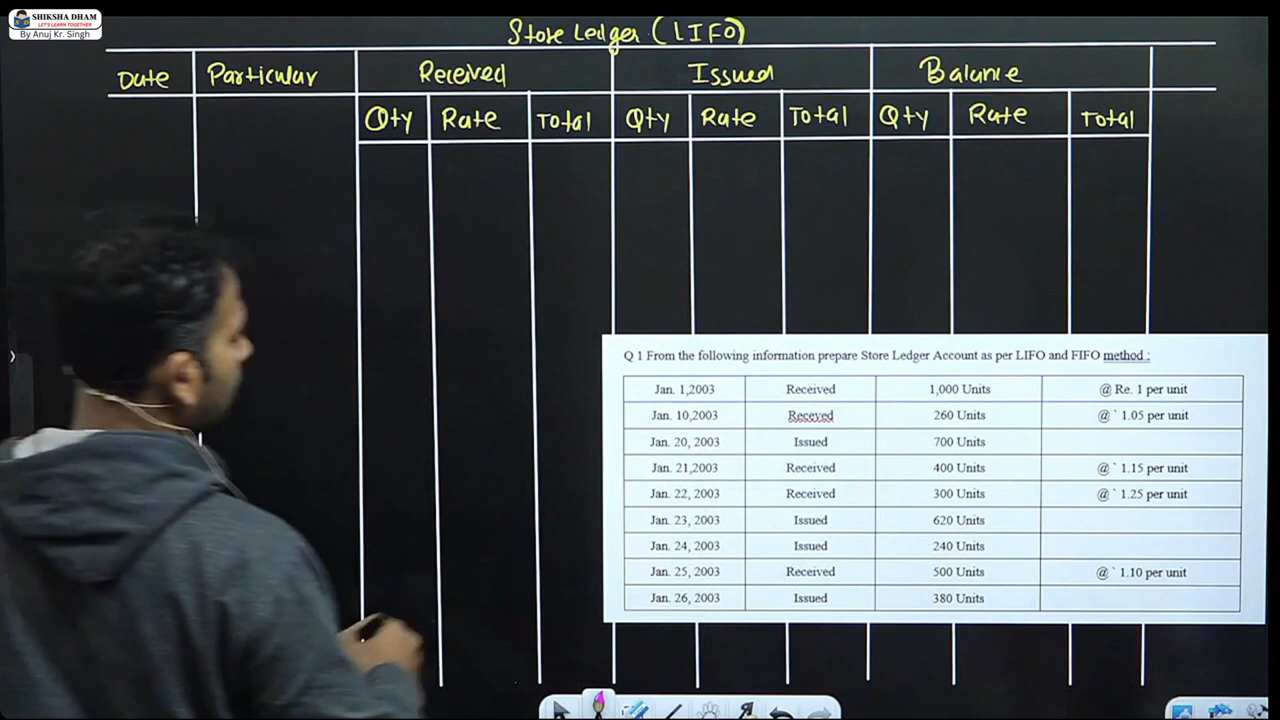 SHIKSHA DHAM
LET'S LEARN TOGETHER
By Anuj Kr. Singh
Store Ledger (LIFO)
Date Particular Received Issued Balance
Qty Rate Total Qty Rate Total Qty Rate Total
Q 1 From the following information prepare Store Ledger Account as per LIFO and FIFO method :
Jan. 1,2003 Received 1,000 Units @ Re. 1 per unit
Jan. 10,2003 Receved 260 Units @ ` 1.05 per unit
Jan. 20, 2003 Issued 700 Units
Jan. 21,2003 Received 400 Units @ ` 1.15 per unit
Jan. 22, 2003 Received 300 Units @ ` 1.25 per unit
Jan. 23, 2003 Issued 620 Units
Jan. 24, 2003 Issued 240 Units
Jan. 25, 2003 Received 500 Units @ ` 1.10 per unit
Jan. 26, 2003 Issued 380 Units